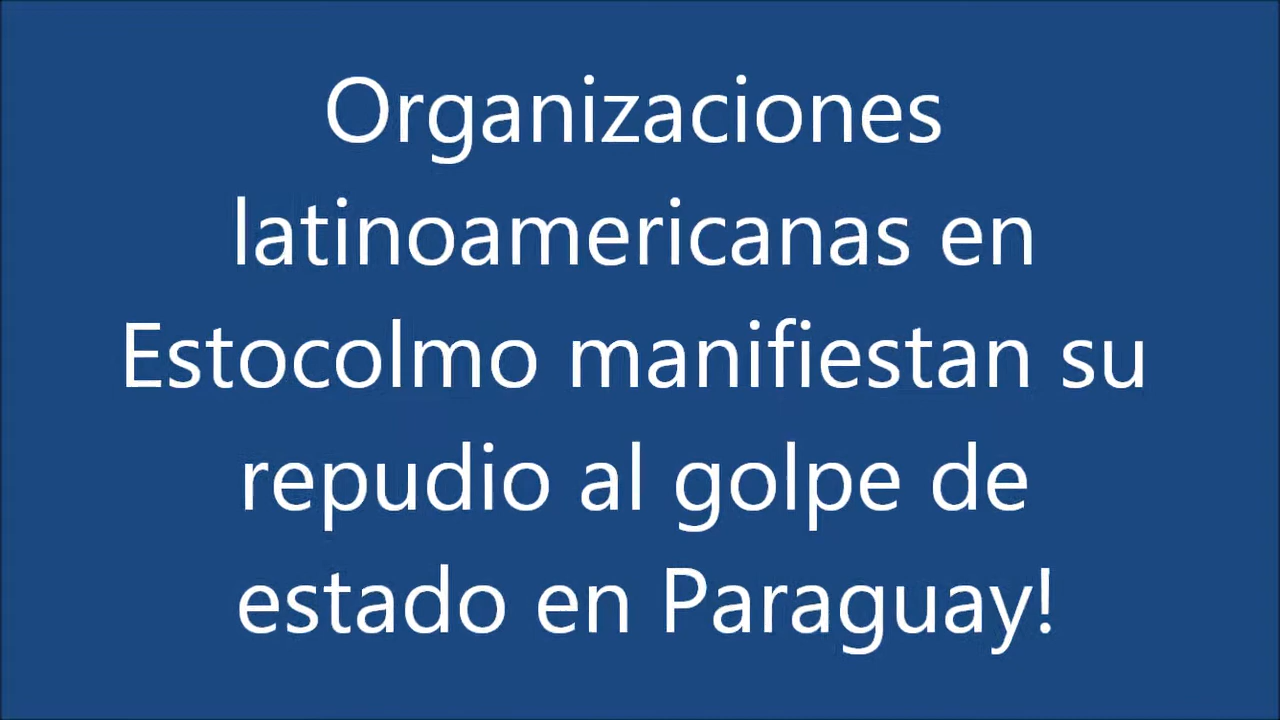 Organizaciones
latinoamericanas en
Estocolmo manifiestan su
repudio al golpe de
estado en Paraguay!